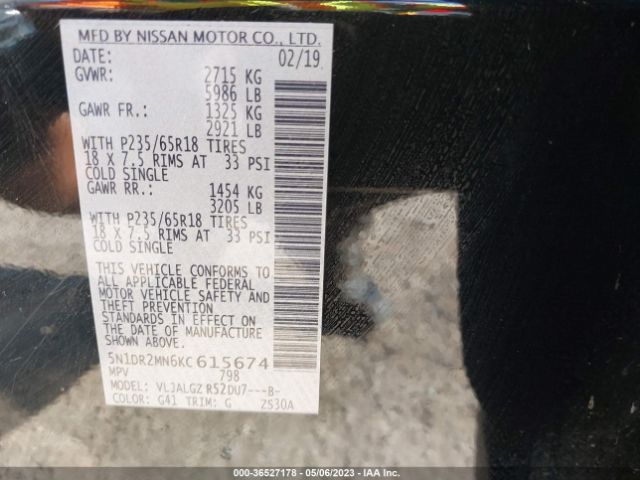 MFD BY NISSAN MOTOR CO., LTD.
DATE: 02/19
GVWR: 2715 KG
5986 LB
GAWR FR.: 1325 KG
2921 LB
WITH P235/65R18 TIRES
18 X 7.5 RIMS AT 33 PSI
COLD SINGLE
GAWR RR.: 1454 KG
3205 LB
WITH P235/65R18 TIRES
18 X 7.5 RIMS AT 33 PSI
COLD SINGLE
THIS VEHICLE CONFORMS TO
ALL APPLICABLE FEDERAL
MOTOR VEHICLE SAFETY AND
THEFT PREVENTION
STANDARDS IN EFFECT ON
THE DATE OF MANUFACTURE
SHOWN ABOVE.
5N1DR2MN6KC615674
MPV 798
MODEL: VLJALGZ R52DU7---B-
COLOR: G41 TRIM: G 2S30A
000-36527178 - 05/06/2023 - IAA Inc.